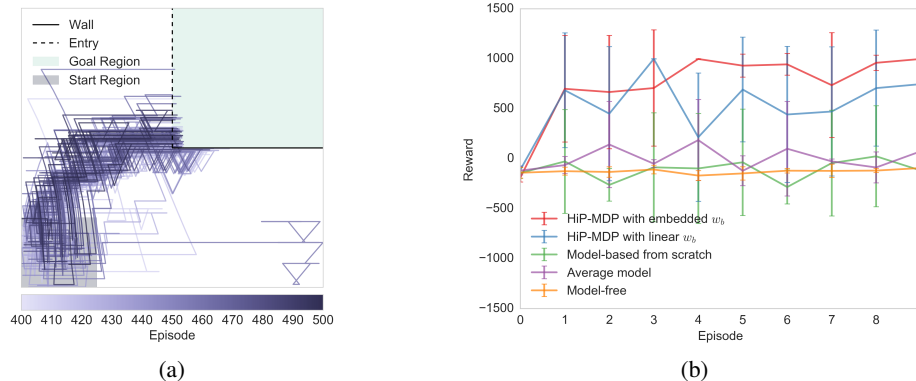 Wall
Entry
Goal Region
Start Region
400 410 420 430 440 450 460 470 480 490 500
Episode
(a)
1500
1000
500
0
−500
−1000
−1500
Reward
HiP-MDP with embedded w_b
HiP-MDP with linear w_b
Model-based from scratch
Average model
Model-free
0 1 2 3 4 5 6 7 8
Episode
(b)